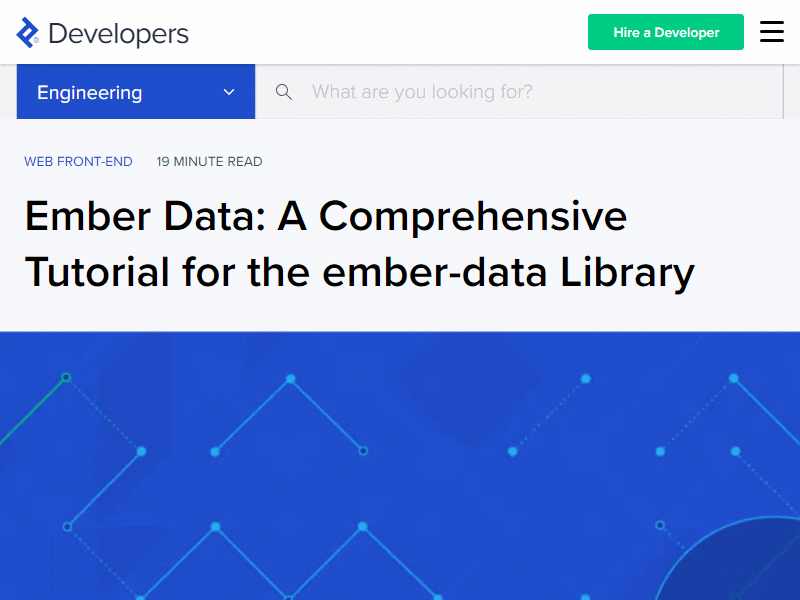 Developers
Hire a Developer
Engineering
What are you looking for?
WEB FRONT-END 19 MINUTE READ
Ember Data: A Comprehensive
Tutorial for the ember-data Library